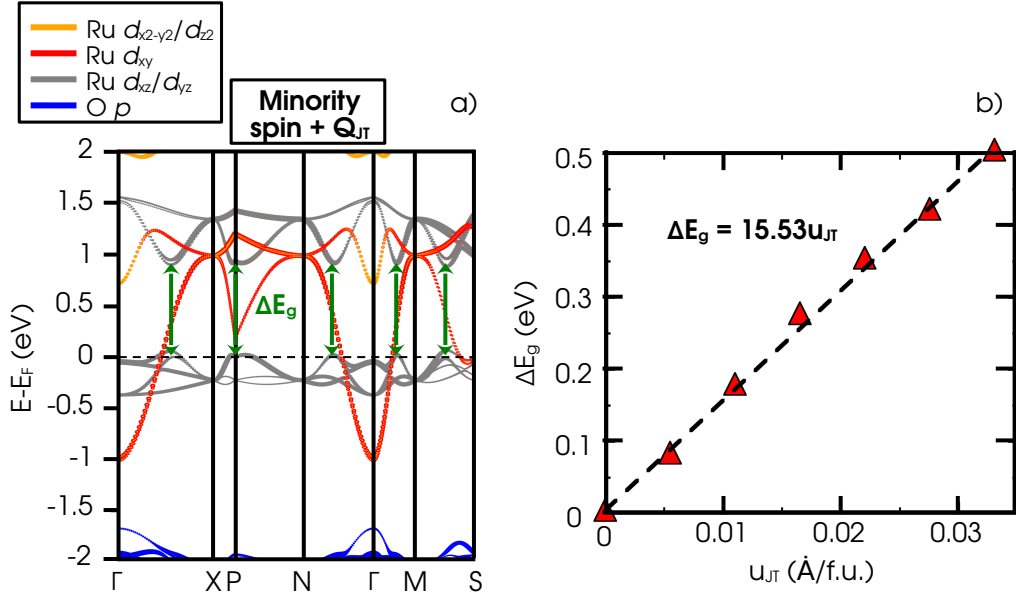 Ru dx2-y2/dz2
Ru dxy
Ru dxz/dyz
O p
Minority
spin + QJT
a)
E-EF (eV)
2
1.5
1
0.5
0
-0.5
-1
-1.5
-2
ΔEg
Γ X P N Γ M S
b)
ΔEg (eV)
0.5
0.4
0.3
0.2
0.1
0
ΔEg = 15.53uJT
0 0.01 0.02 0.03
uJT (Å/f.u.)